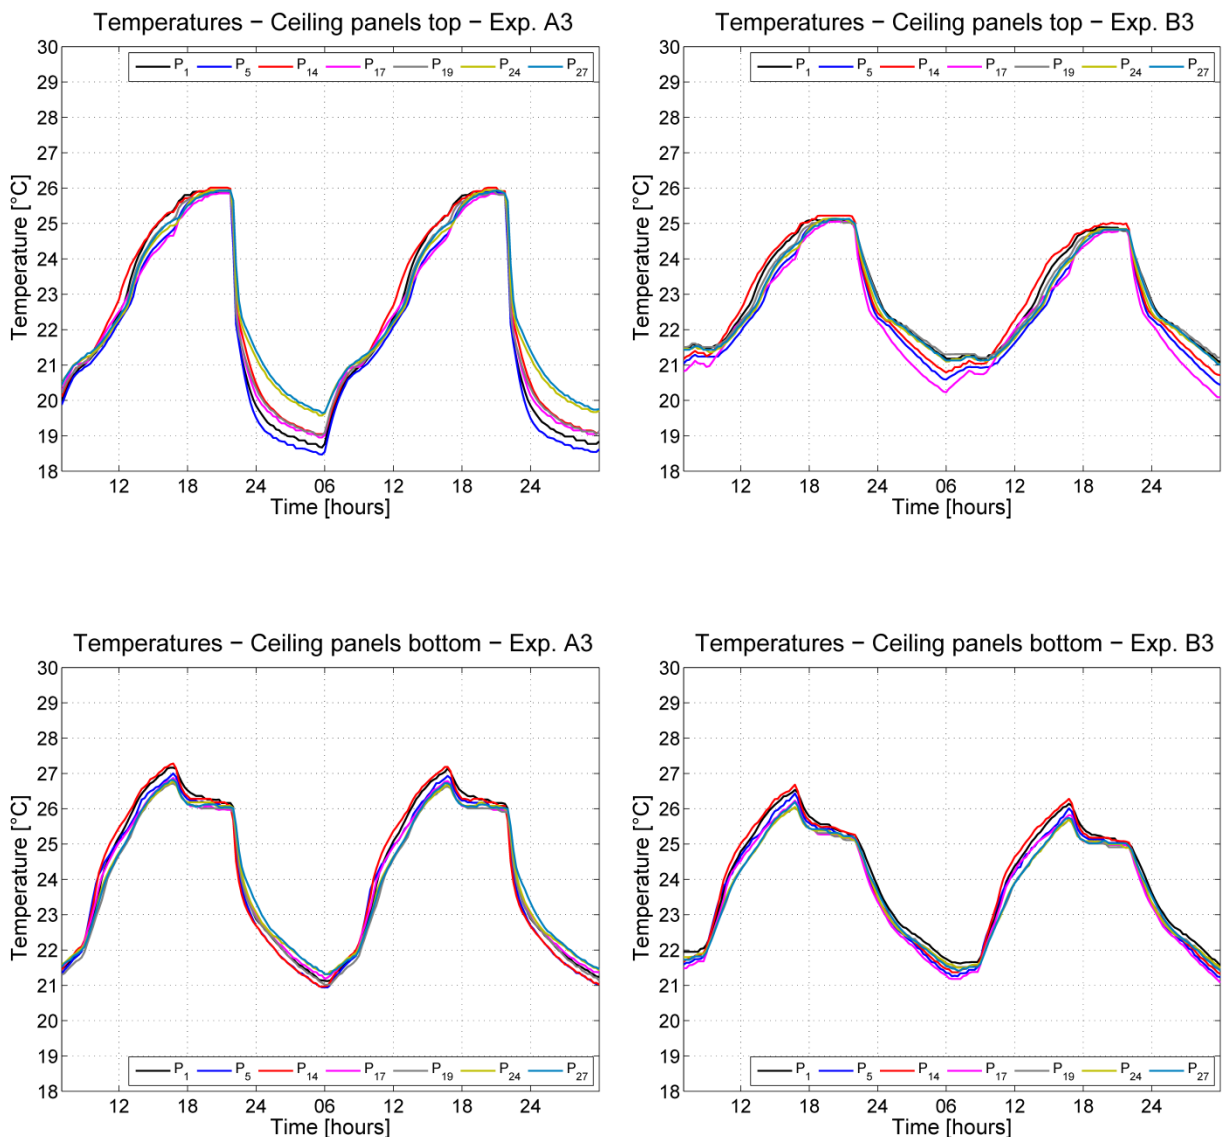 Temperatures − Ceiling panels top − Exp. A3
30
29
28
27
26
25
24
23
22
21
20
19
18
Temperature [°C]
P1 P5 P14 P17 P19 P24 P27
12 18 24 06 12 18 24
Time [hours]
Temperatures − Ceiling panels top − Exp. B3
30
29
28
27
26
25
24
23
22
21
20
19
18
Temperature [°C]
P1 P5 P14 P17 P19 P24 P27
12 18 24 06 12 18 24
Time [hours]
Temperatures − Ceiling panels bottom − Exp. A3
30
29
28
27
26
25
24
23
22
21
20
19
18
Temperature [°C]
P1 P5 P14 P17 P19 P24 P27
12 18 24 06 12 18 24
Time [hours]
Temperatures − Ceiling panels bottom − Exp. B3
30
29
28
27
26
25
24
23
22
21
20
19
18
Temperature [°C]
P1 P5 P14 P17 P19 P24 P27
12 18 24 06 12 18 24
Time [hours]